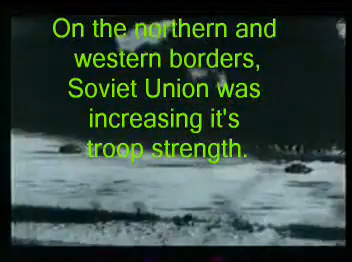 On the northern and
western borders,
Soviet Union was
increasing it's
troop strength.